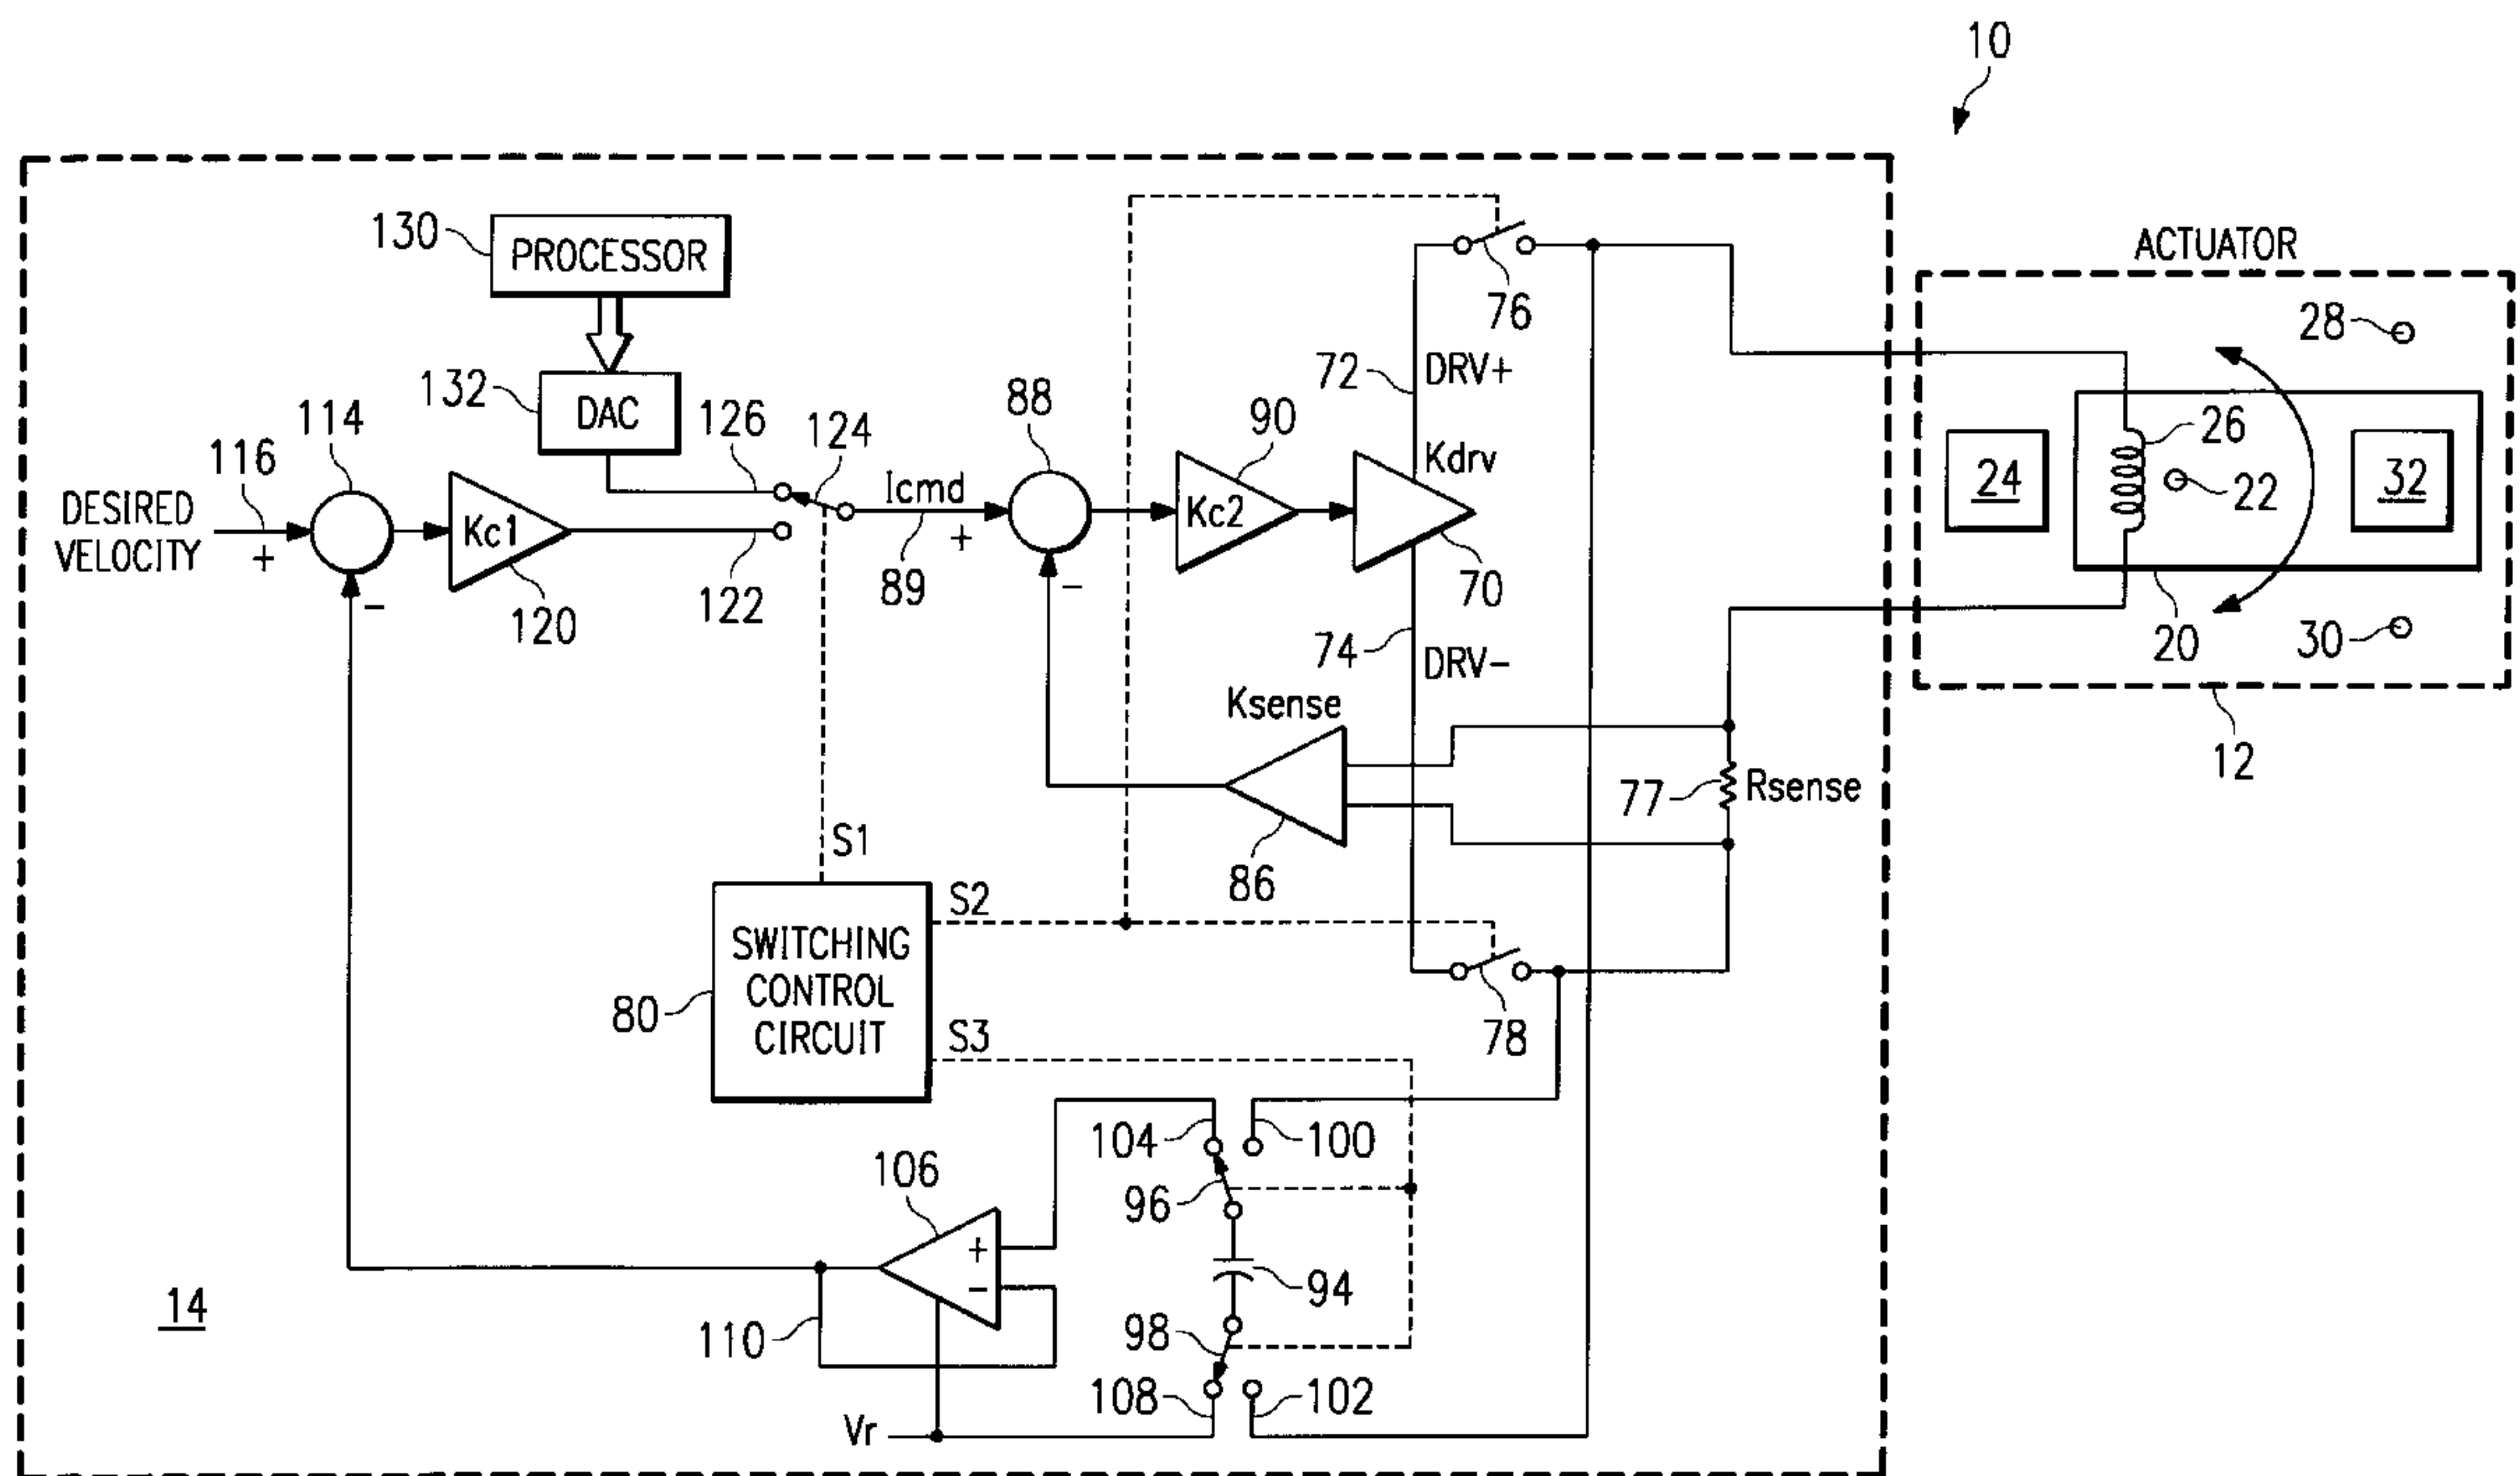 10
130
PROCESSOR
ACTUATOR
76
28
72
DRV+
132
DAC
114
126
124
88
90
26
116
Icmd
Kdrv
24
22
32
DESIRED
VELOCITY
+
Kc1
+
Kc2
89
70
122
-
-
120
74
DRV-
20
30
Ksense
12
77
Rsense
S1
86
S2
SWITCHING
CONTROL
CIRCUIT
80
S3
78
104
100
106
96
+
-
94
14
110
98
108
102
Vr